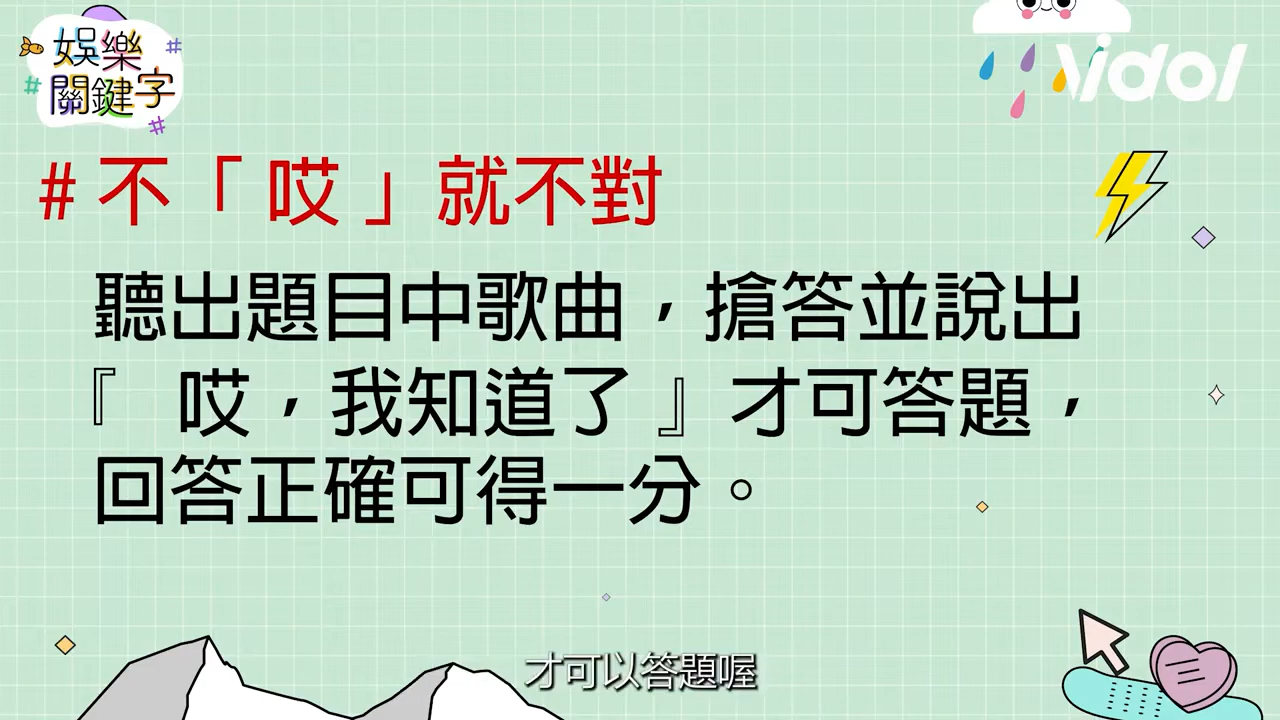 娛樂
關鍵字
Vidol
#不「哎」就不對
聽出題目中歌曲，搶答並說出
『 哎，我知道了 』才可答題，
回答正確可得一分。
才可以答題喔